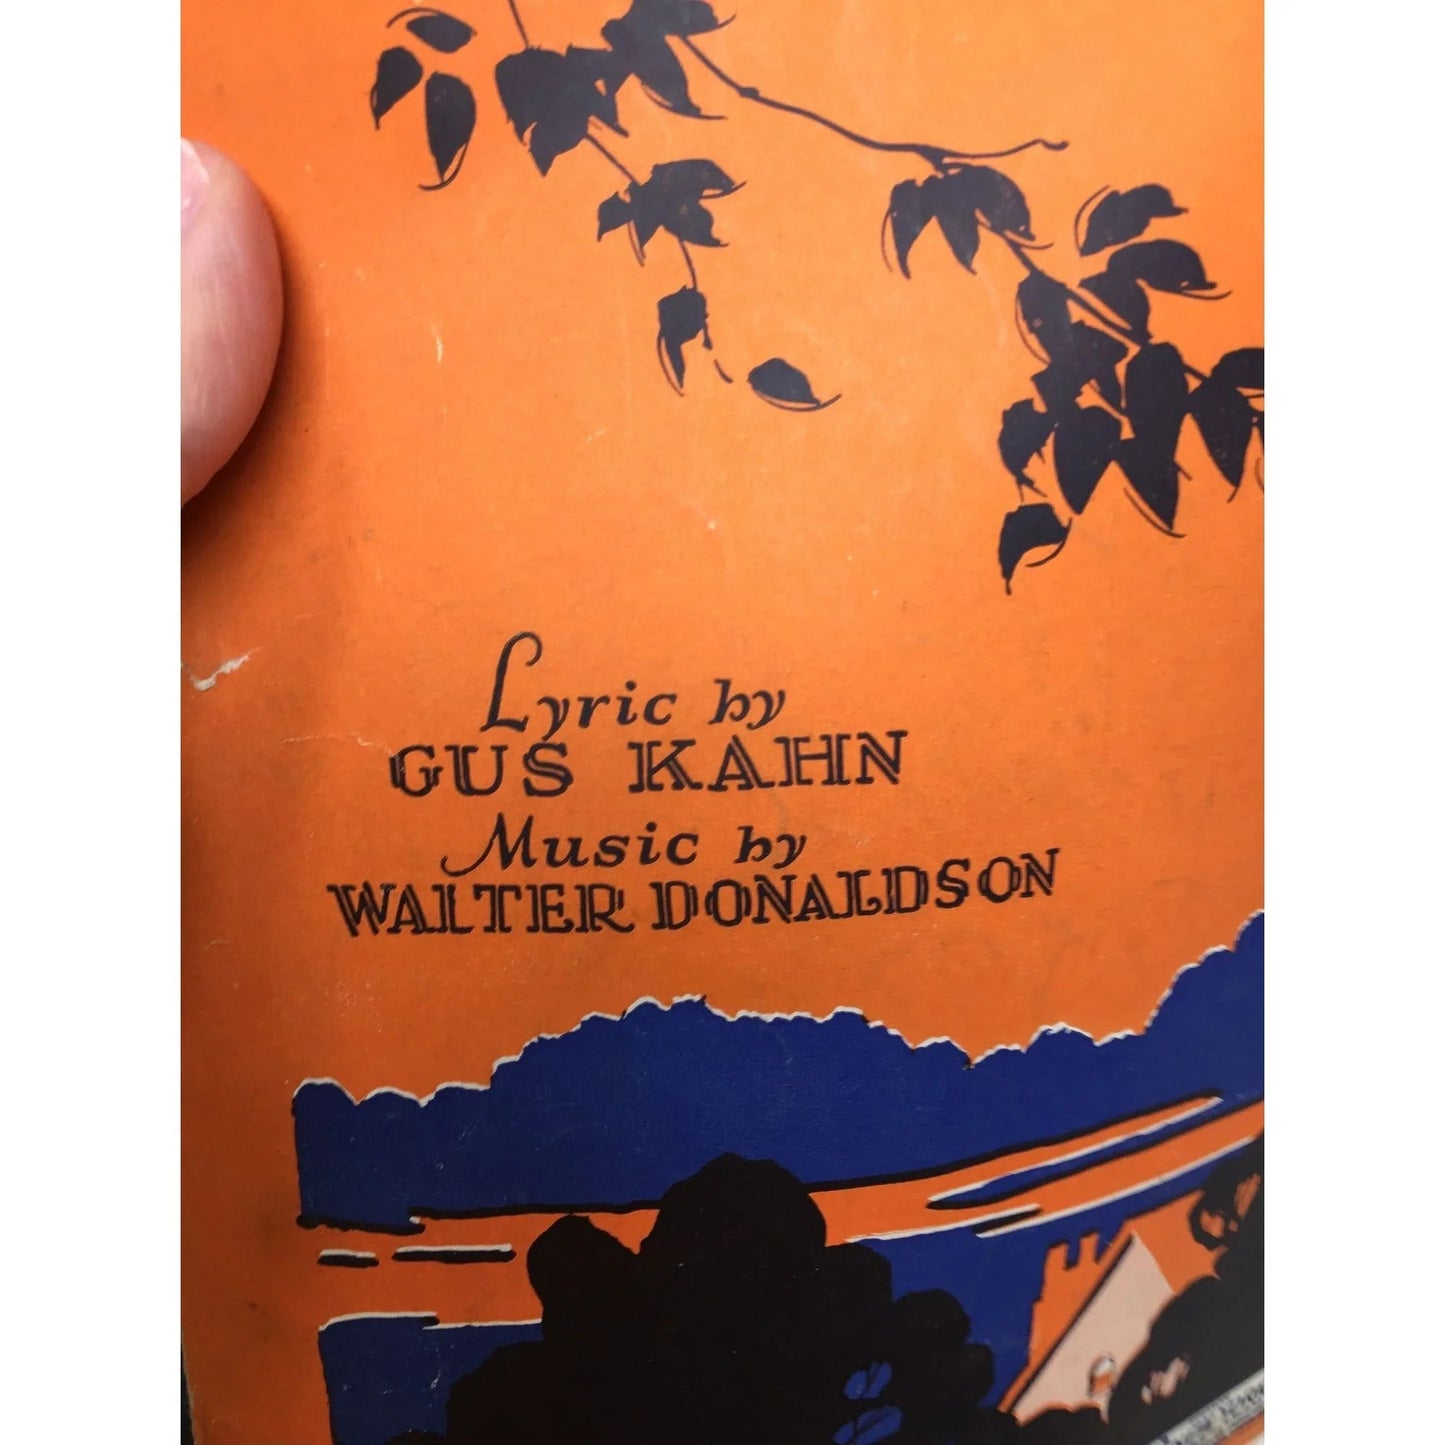 Lyric by
GUS KAHN
Music by
WALTER DONALDSON